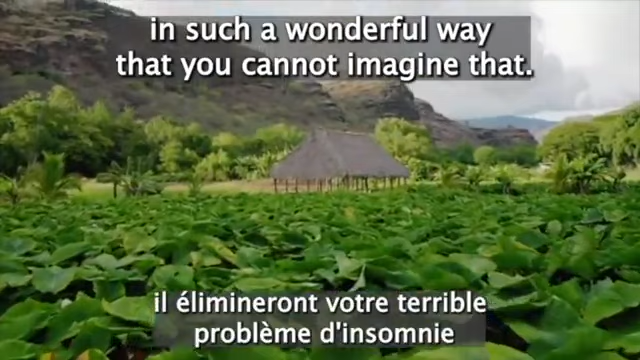 in such a wonderful way
that you cannot imagine that.
il élimineront votre terrible
problème d'insomnie